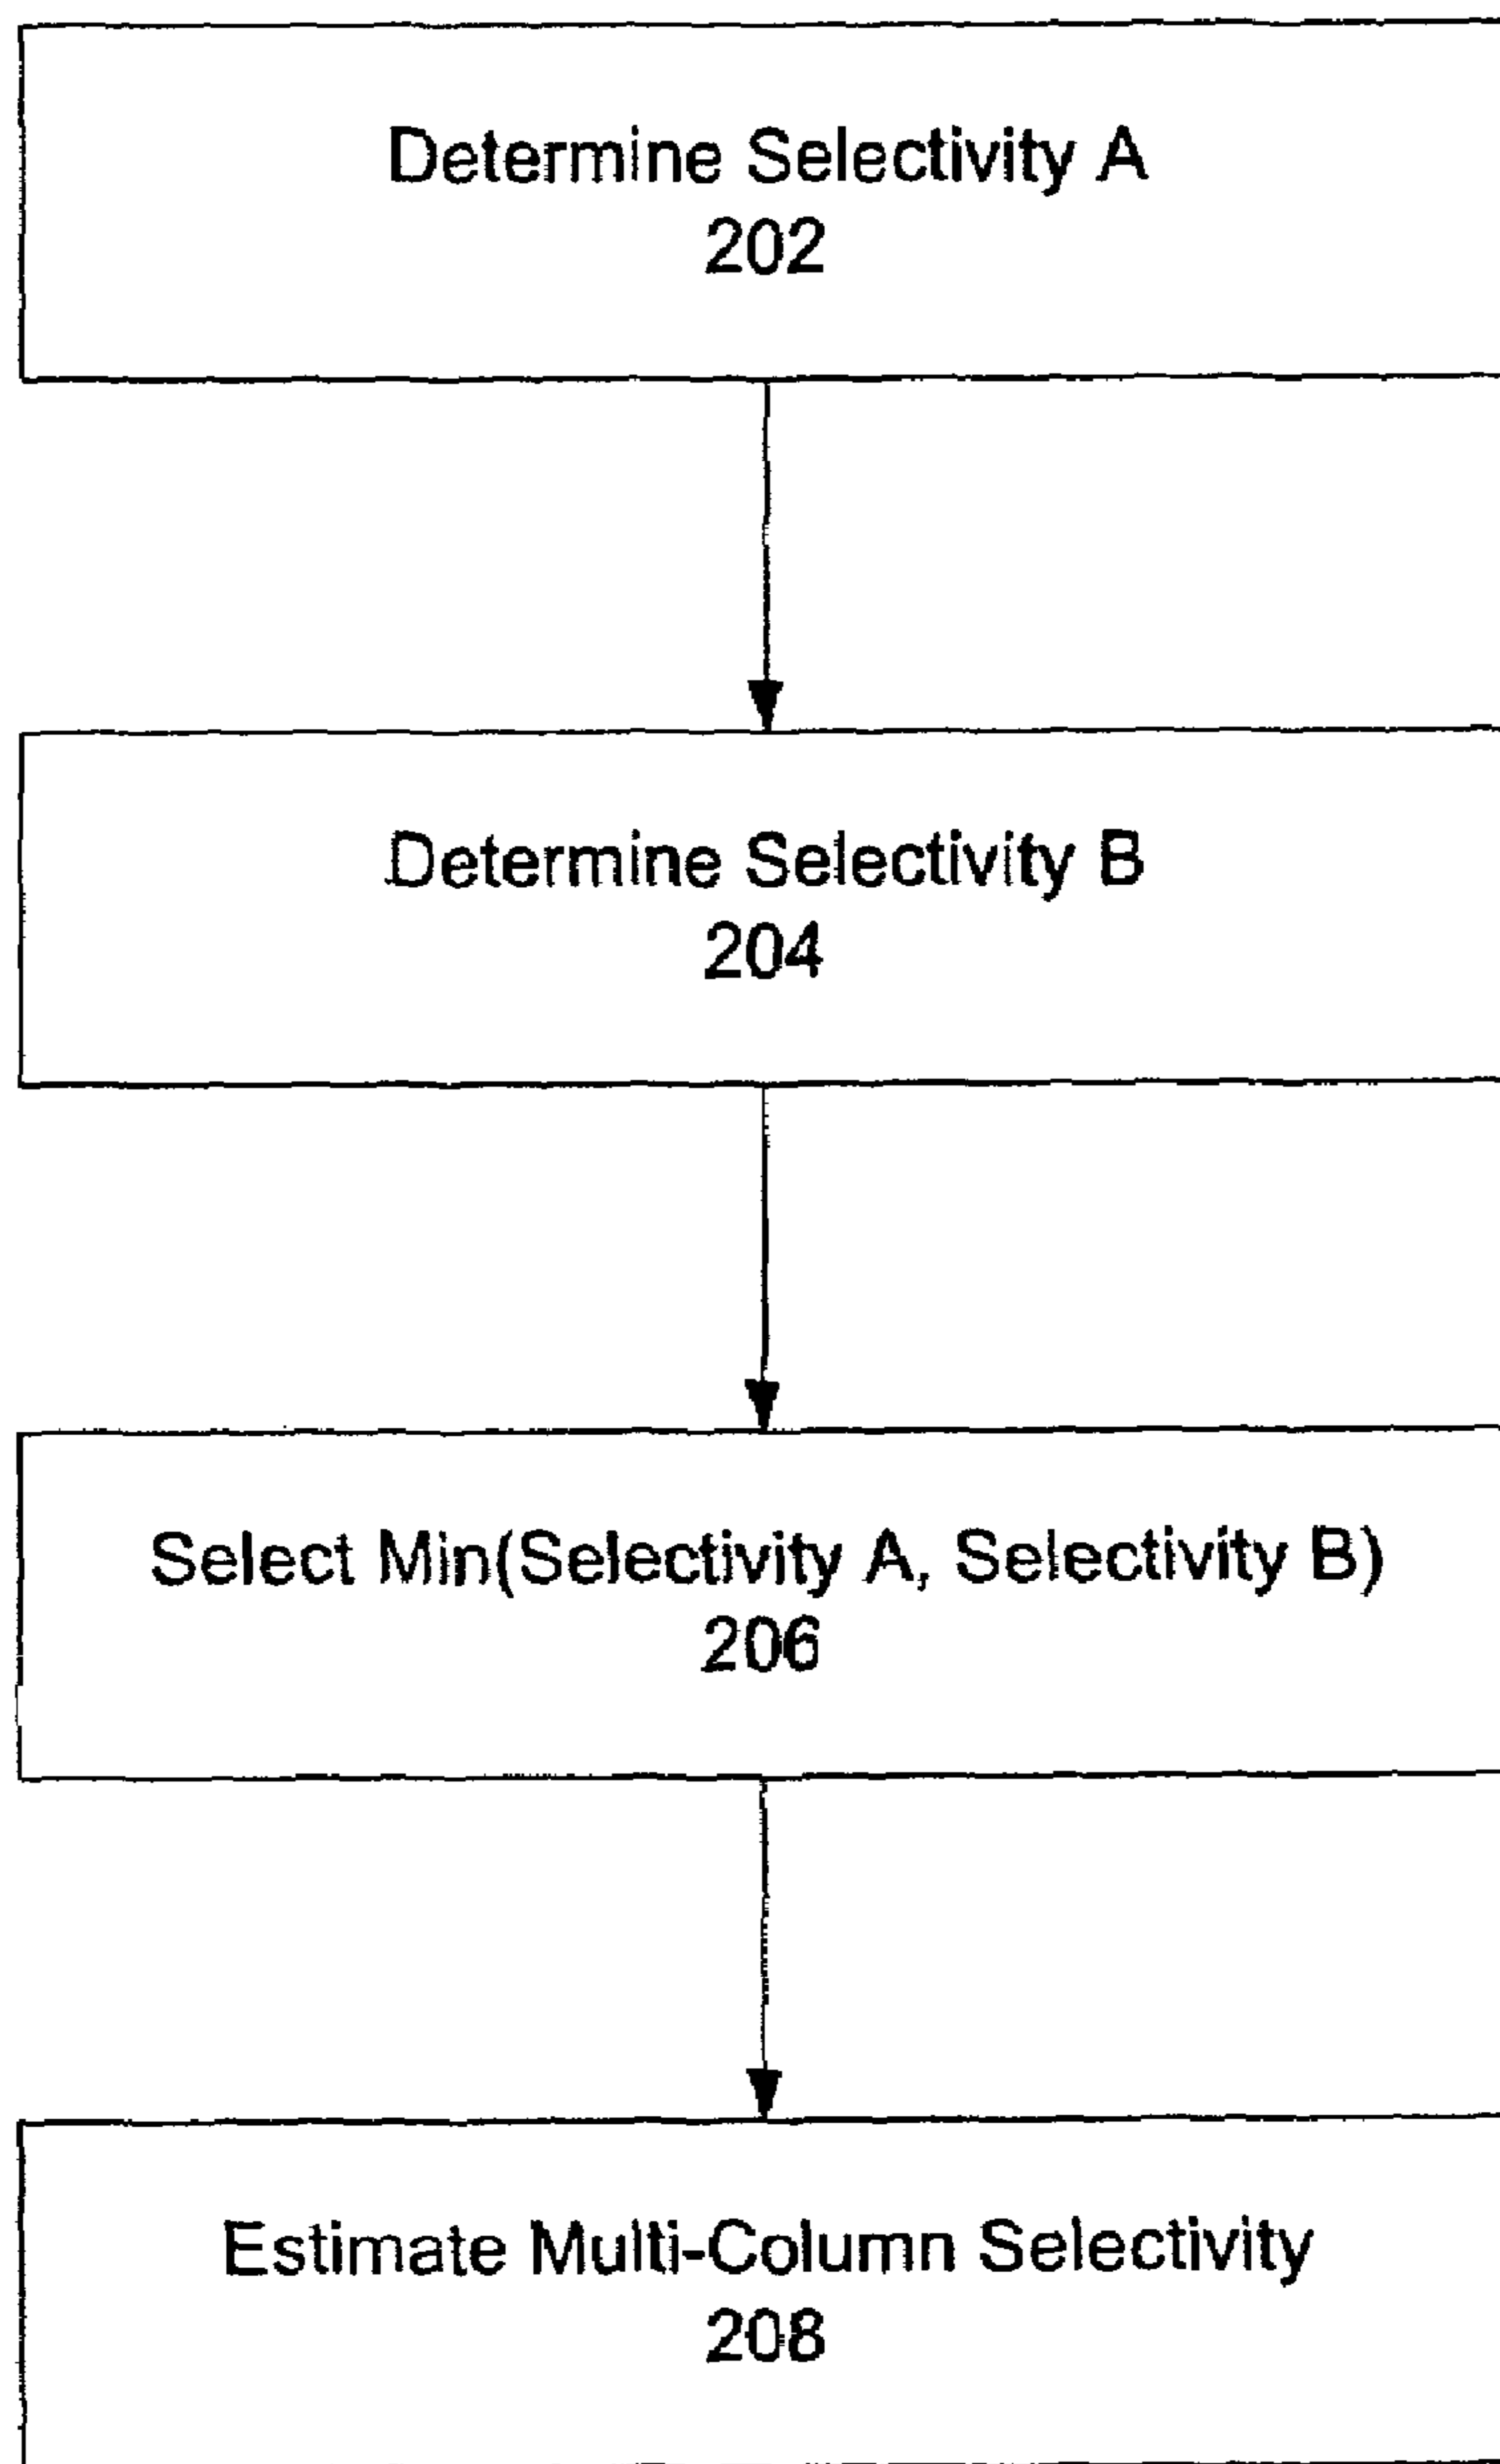 Determine Selectivity A
202
Determine Selectivity B
204
Select Min(Selectivity A, Selectivity B)
206
Estimate Multi-Column Selectivity
208